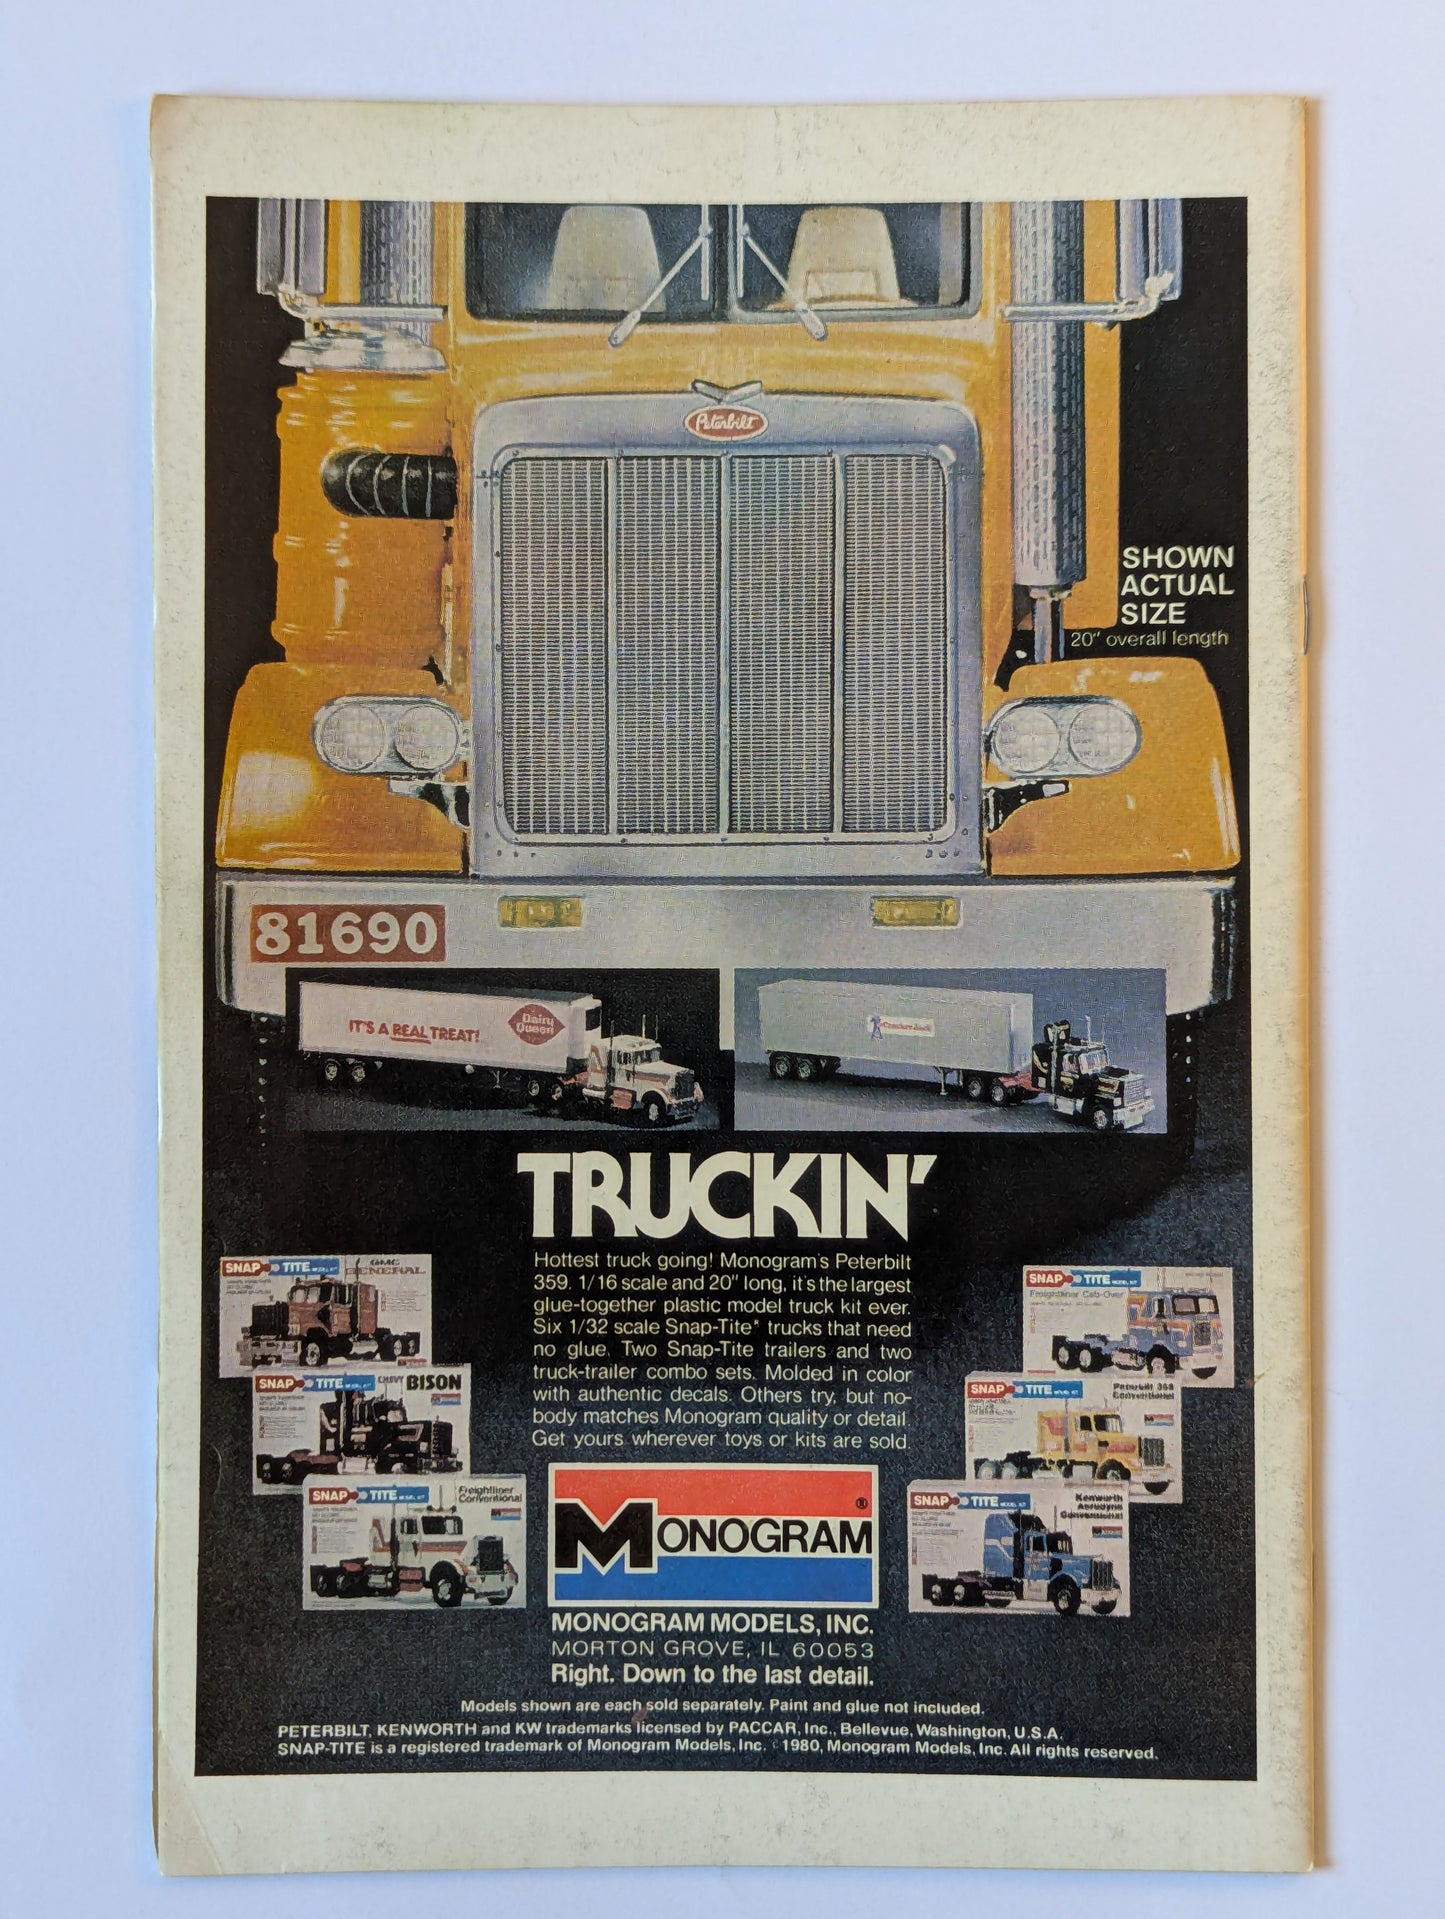 Peterbilt
SHOWN
ACTUAL
SIZE
20" overall length
81690
IT'S A REAL TREAT!
Dairy
Queen
TRUCKIN'
Hottest truck going! Monogram's Peterbilt
359. 1/16 scale and 20" long, it's the largest
glue-together plastic model truck kit ever.
Six 1/32 scale Snap-Tite* trucks that need
no glue. Two Snap-Tite trailers and two
truck-trailer combo sets. Molded in color
with authentic decals. Others try, but no-
body matches Monogram quality or detail.
Get yours wherever toys or kits are sold.
SNAP TITE
GMC
GENERAL
SNAP TITE
CHEVY BISON
SNAP TITE
Freightliner
Conventional
SNAP TITE
Freightliner Cab-Over
SNAP TITE
Peterbilt
Conventional
SNAP TITE
Kenworth
Aerodyne
Conventional
MONOGRAM ®
MONOGRAM MODELS, INC.
MORTON GROVE, IL 60053
Right. Down to the last detail.
Models shown are each sold separately. Paint and glue not included.
PETERBILT, KENWORTH and KW trademarks licensed by PACCAR, Inc., Bellevue, Washington, U.S.A.
SNAP-TITE is a registered trademark of Monogram Models, Inc. ©1980, Monogram Models, Inc. All rights reserved.